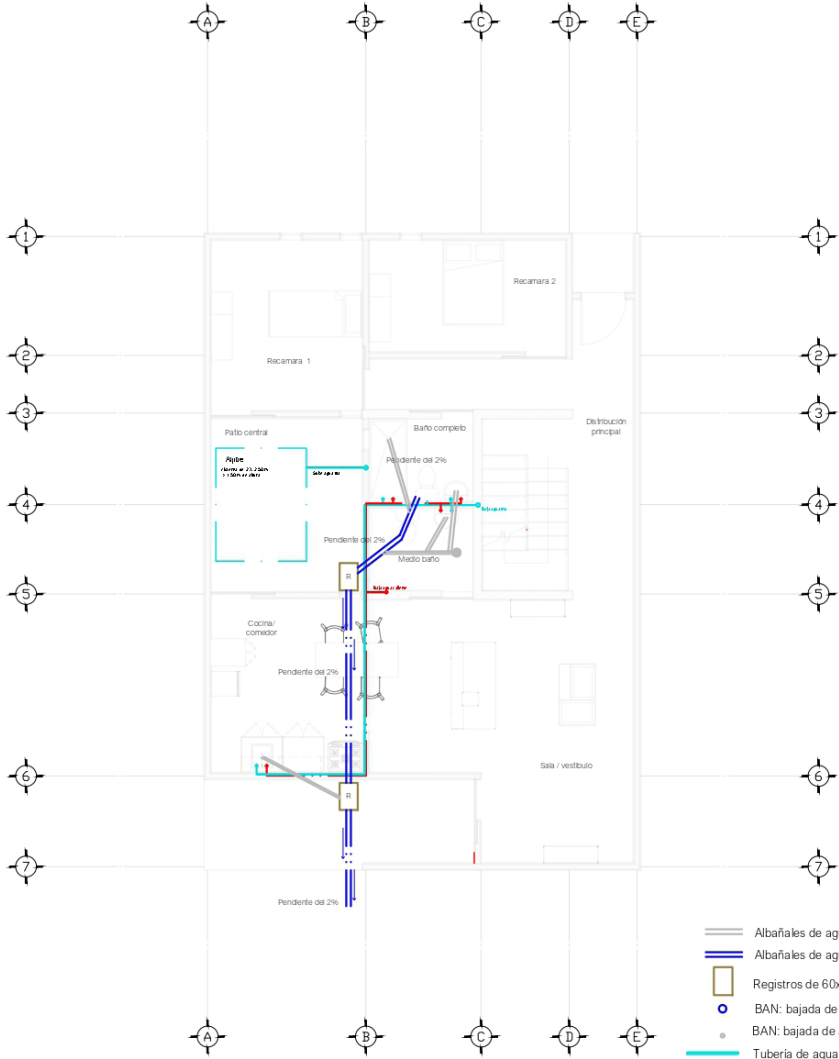 A B C D E
1 1
Recamara 2
2 2
Recamara 1
3 3
Distribución
principal
Patio central
Baño completo
Aljibe
Pendiente del 2%
4 4
Pendiente del 2%
Medio baño
R
5 5
Cocina/
comedor
Pendiente del 2%
6 6
Sala / vestíbulo
R
7 7
Pendiente del 2%
Albañales de ag
Albañales de ag
Registros de 60x
BAN: bajada de
BAN: bajada de
Tubería de agua
A B C D E